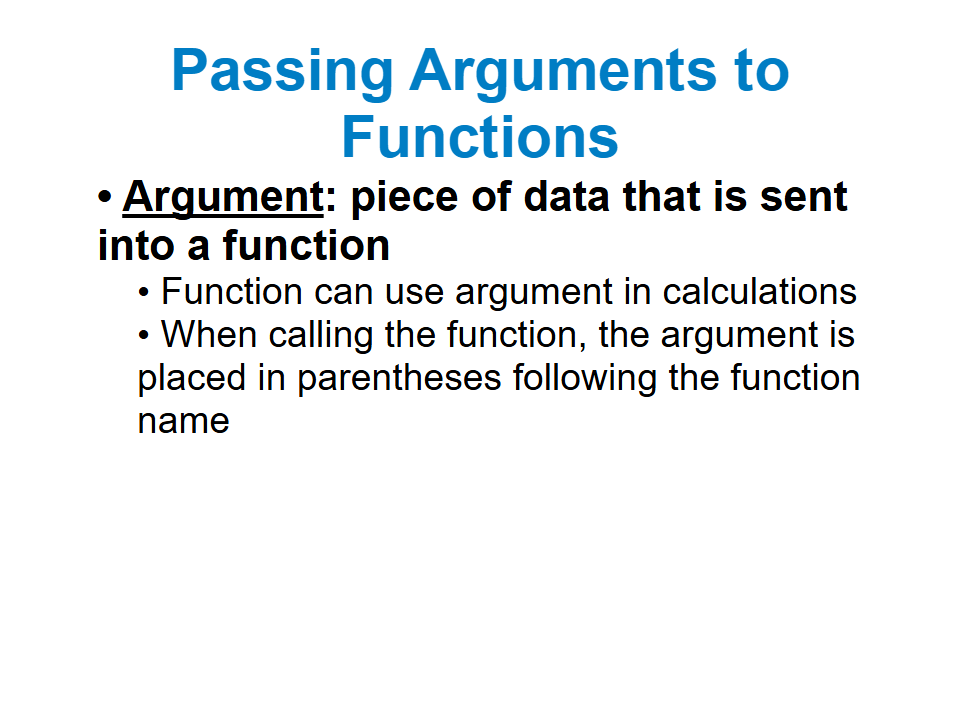 Passing Arguments to
Functions
• Argument: piece of data that is sent
into a function
• Function can use argument in calculations
• When calling the function, the argument is
placed in parentheses following the function
name